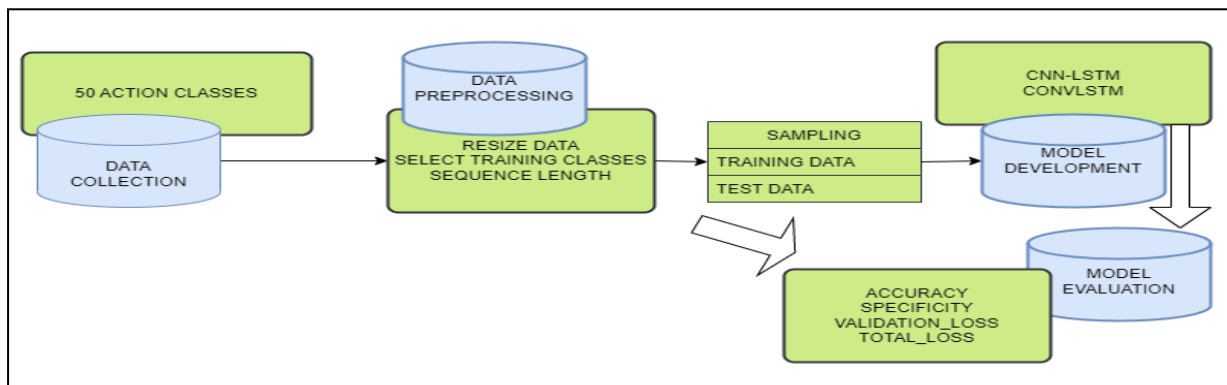 50 ACTION CLASSES
DATA
COLLECTION
DATA
PREPROCESSING
RESIZE DATA
SELECT TRAINING CLASSES
SEQUENCE LENGTH
SAMPLING
TRAINING DATA
TEST DATA
CNN-LSTM
CONVLSTM
MODEL
DEVELOPMENT
MODEL
EVALUATION
ACCURACY
SPECIFICITY
VALIDATION_LOSS
TOTAL_LOSS